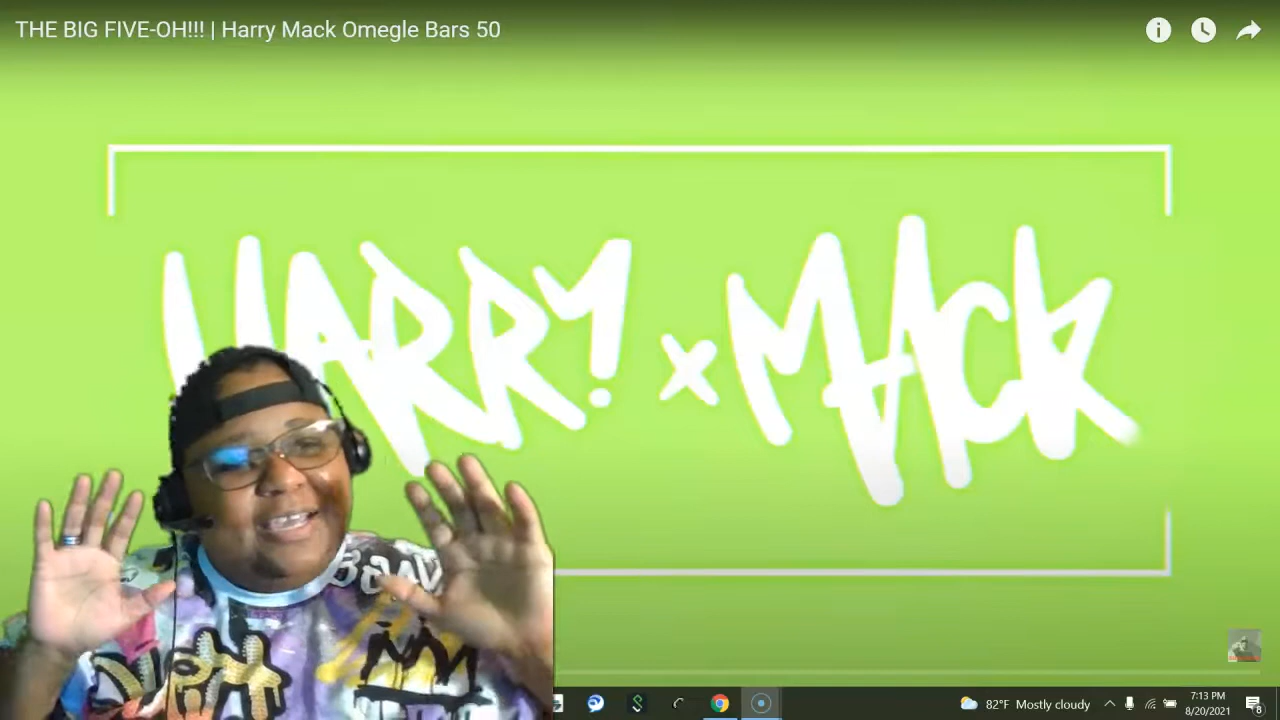 THE BIG FIVE-OH!!! | Harry Mack Omegle Bars 50
HARRY x MACK
82°F Mostly cloudy
7:13 PM
8/20/2021
8